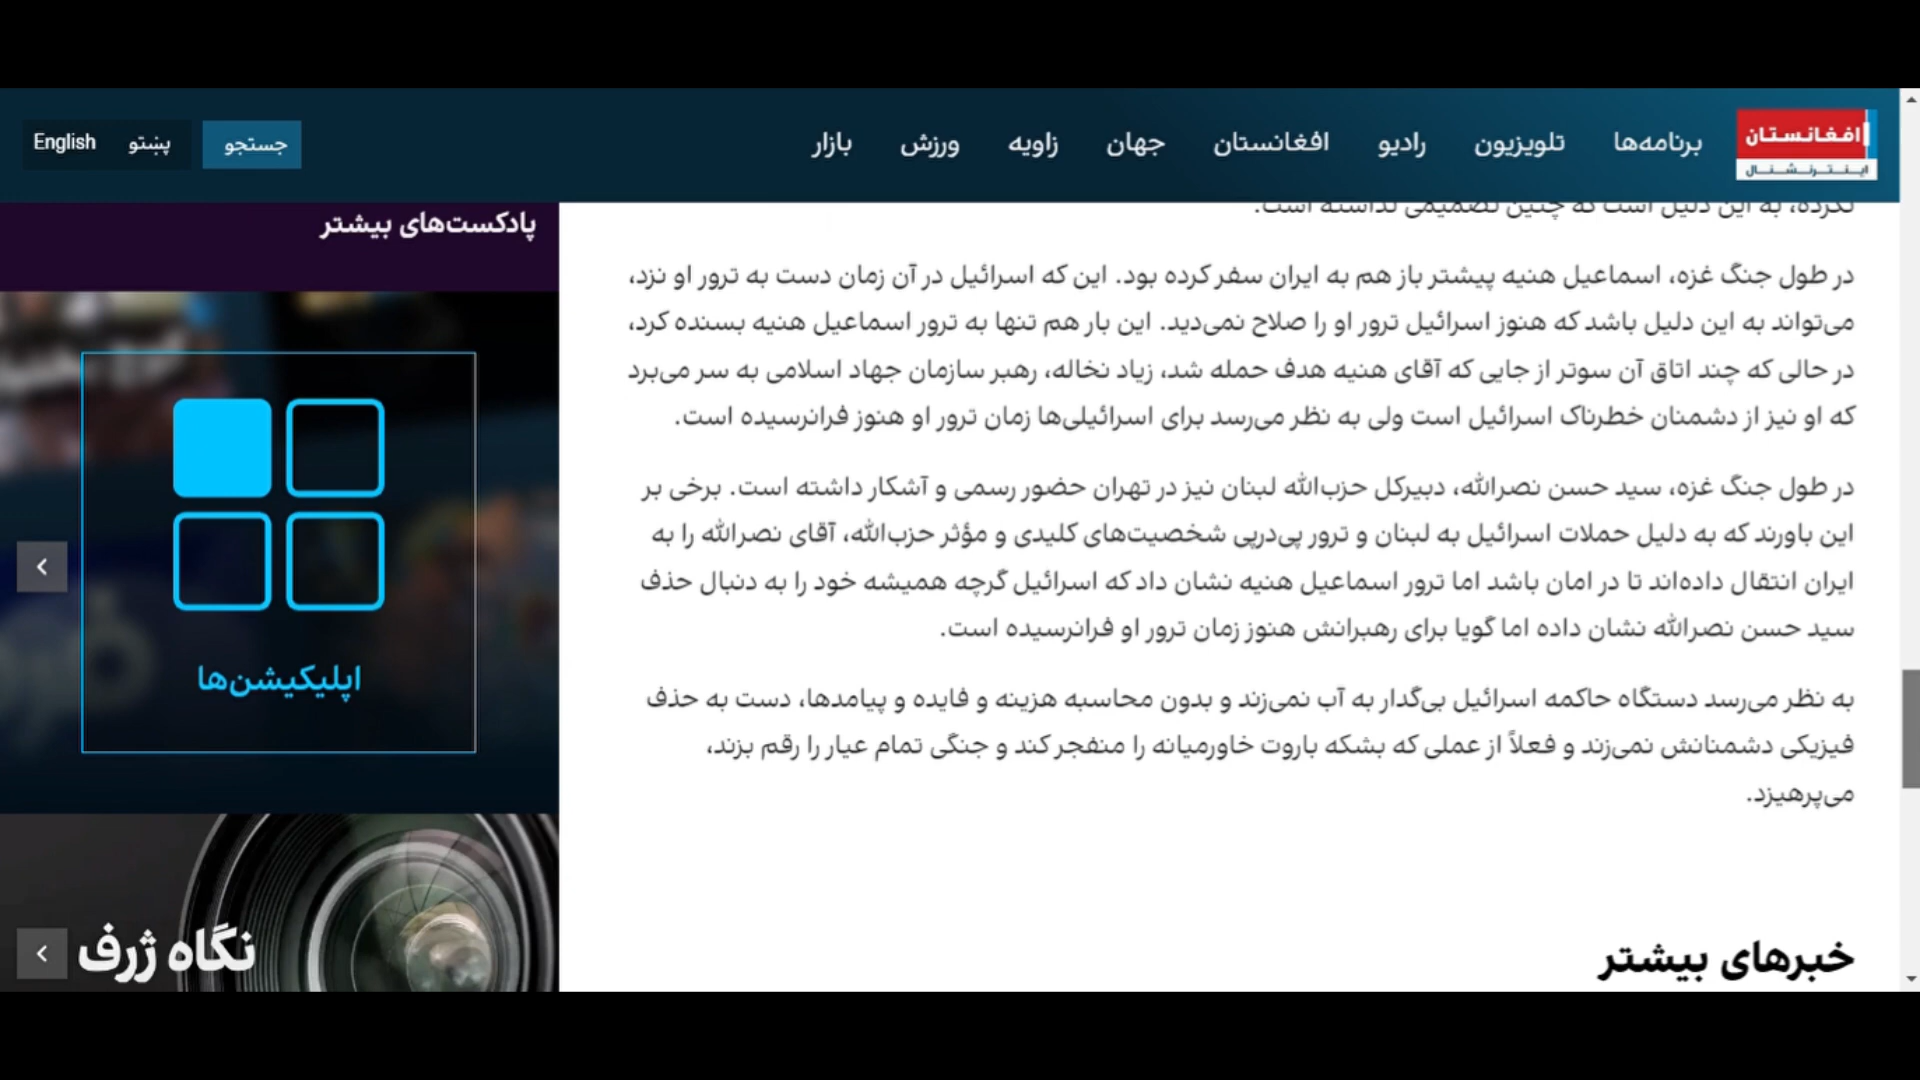 افغانستان
اینترنشنال
برنامه‌ها
تلویزیون
رادیو
افغانستان
جهان
زاویه
ورزش
بازار
جستجو
پښتو
English
نکرده، به این دلیل است که چنین تصمیمی نداشته است.
در طول جنگ غزه، اسماعیل هنیه پیشتر باز هم به ایران سفر کرده بود. این که اسرائیل در آن زمان دست به ترور او نزد،
می‌تواند به این دلیل باشد که هنوز اسرائیل ترور او را صلاح نمی‌دید. این بار هم تنها به ترور اسماعیل هنیه بسنده کرد،
در حالی که چند اتاق آن سوتر از جایی که آقای هنیه هدف حمله شد، زیاد نخاله، رهبر سازمان جهاد اسلامی به سر می‌برد
که او نیز از دشمنان خطرناک اسرائیل است ولی به نظر می‌رسد برای اسرائیلی‌ها زمان ترور او هنوز فرانرسیده است.
در طول جنگ غزه، سید حسن نصرالله، دبیرکل حزب‌الله لبنان نیز در تهران حضور رسمی و آشکار داشته است. برخی بر
این باورند که به دلیل حملات اسرائیل به لبنان و ترور پی‌درپی شخصیت‌های کلیدی و مؤثر حزب‌الله، آقای نصرالله را به
ایران انتقال داده‌اند تا در امان باشد اما ترور اسماعیل هنیه نشان داد که اسرائیل گرچه همیشه خود را به دنبال حذف
سید حسن نصرالله نشان داده اما گویا برای رهبرانش هنوز زمان ترور او فرانرسیده است.
به نظر می‌رسد دستگاه حاکمه اسرائیل بی‌گدار به آب نمی‌زند و بدون محاسبه هزینه و فایده و پیامدها، دست به حذف
فیزیکی دشمنانش نمی‌زند و فعلاً از عملی که بشکه باروت خاورمیانه را منفجر کند و جنگی تمام عیار را رقم بزند،
می‌پرهیزد.
خبرهای بیشتر
پادکست‌های بیشتر
اپلیکیشن‌ها
نگاه ژرف